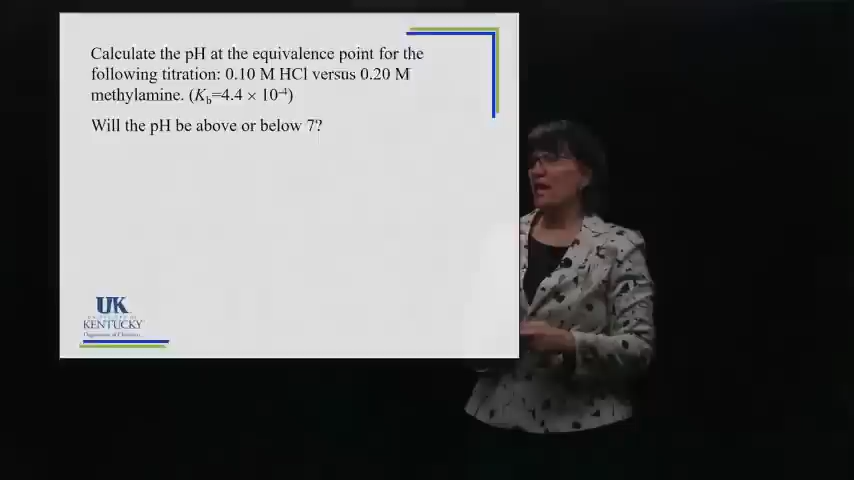 Calculate the pH at the equivalence point for the
following titration: 0.10 M HCl versus 0.20 M
methylamine. (Kb=4.4 × 10-4)
Will the pH be above or below 7?
UK
KENTUCKY